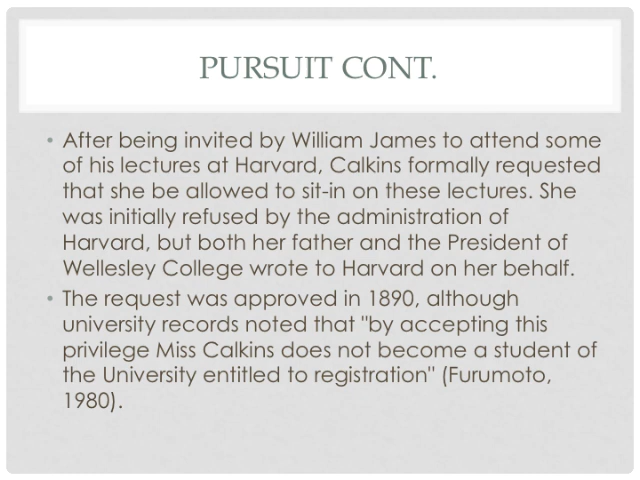 PURSUIT CONT.
• After being invited by William James to attend some
of his lectures at Harvard, Calkins formally requested
that she be allowed to sit-in on these lectures. She
was initially refused by the administration of
Harvard, but both her father and the President of
Wellesley College wrote to Harvard on her behalf.
• The request was approved in 1890, although
university records noted that "by accepting this
privilege Miss Calkins does not become a student of
the University entitled to registration" (Furumoto,
1980).